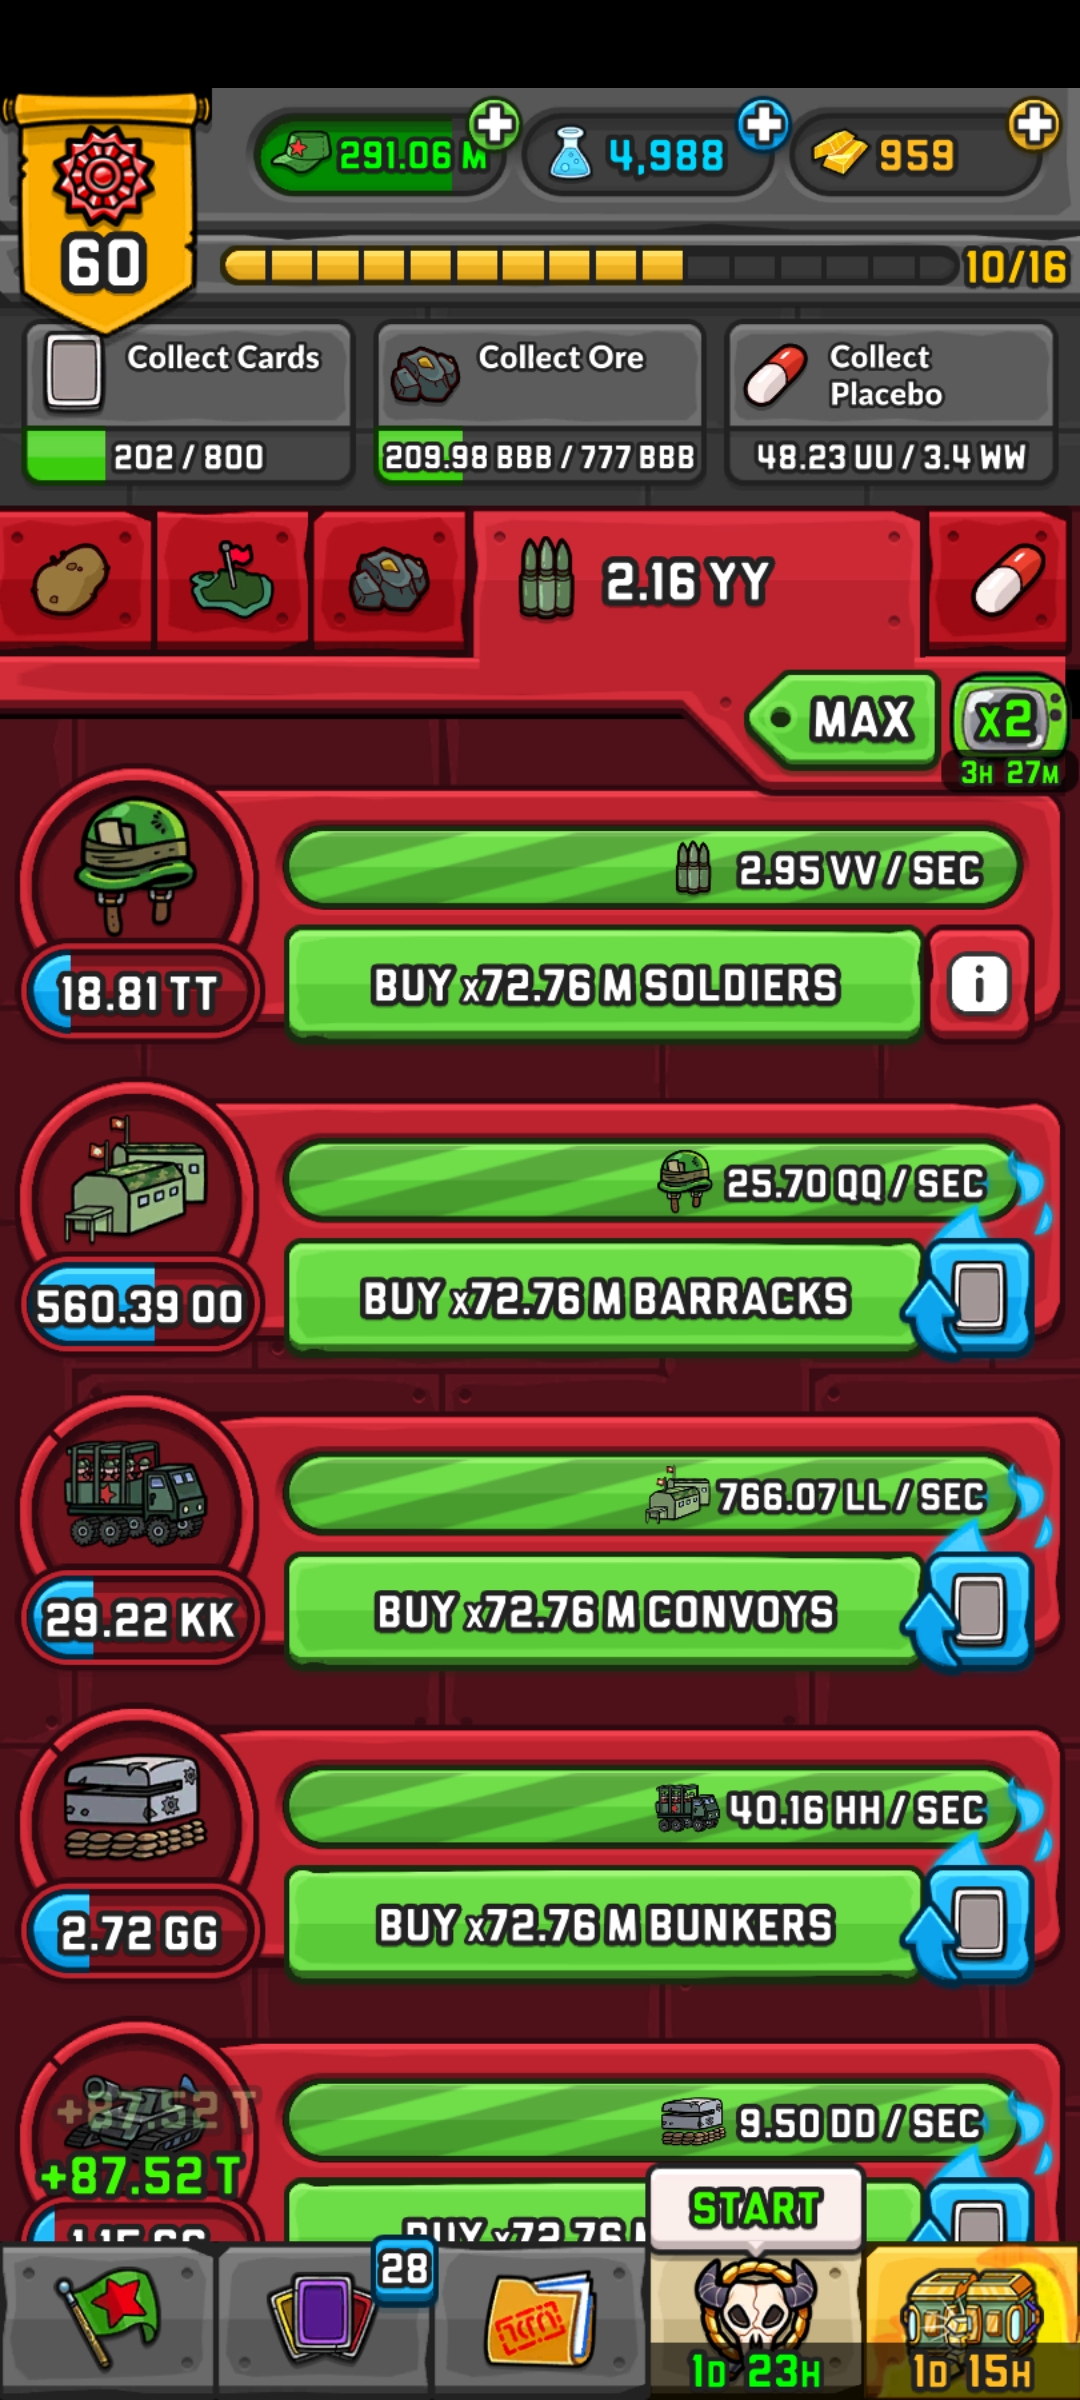 291.06 M
4,988
959
60
10/16
Collect Cards
202 / 800
Collect Ore
209.98 BBB / 777 BBB
Collect
Placebo
48.23 UU / 3.4 WW
2.16 YY
MAX
x2
3H 27M
2.95 VV / SEC
18.81 TT
BUY x72.76 M SOLDIERS
i
25.70 QQ / SEC
560.39 OO
BUY x72.76 M BARRACKS
766.07 LL / SEC
29.22 KK
BUY x72.76 M CONVOYS
40.16 HH / SEC
2.72 GG
BUY x72.76 M BUNKERS
+87.52 T
+87.52 T
9.50 DD / SEC
BUY x72.76 M
START
28
1D 23H
1D 15H